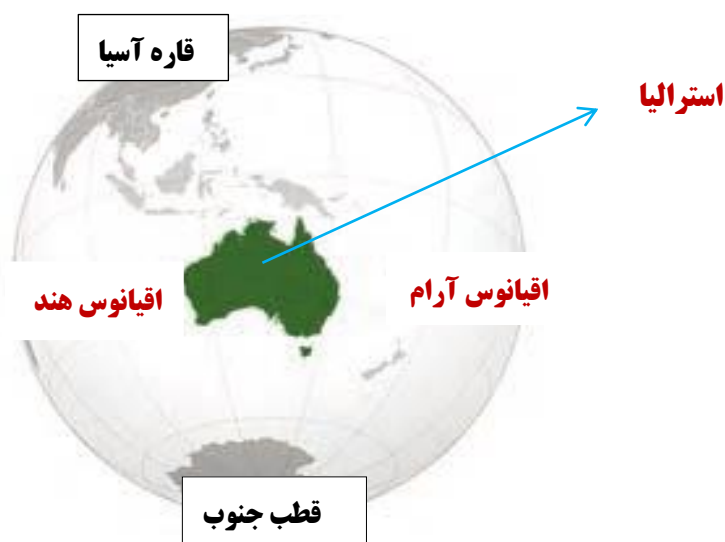 قاره آسیا
استرالیا
اقیانوس آرام
اقیانوس هند
قطب جنوب